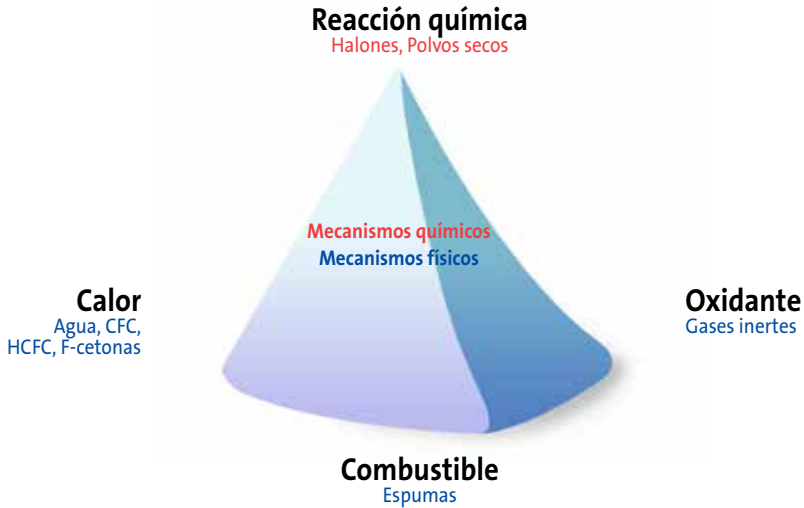 Reacción química
Halones, Polvos secos
Mecanismos químicos
Mecanismos físicos
Calor
Agua, CFC,
HCFC, F-cetonas
Oxidante
Gases inertes
Combustible
Espumas